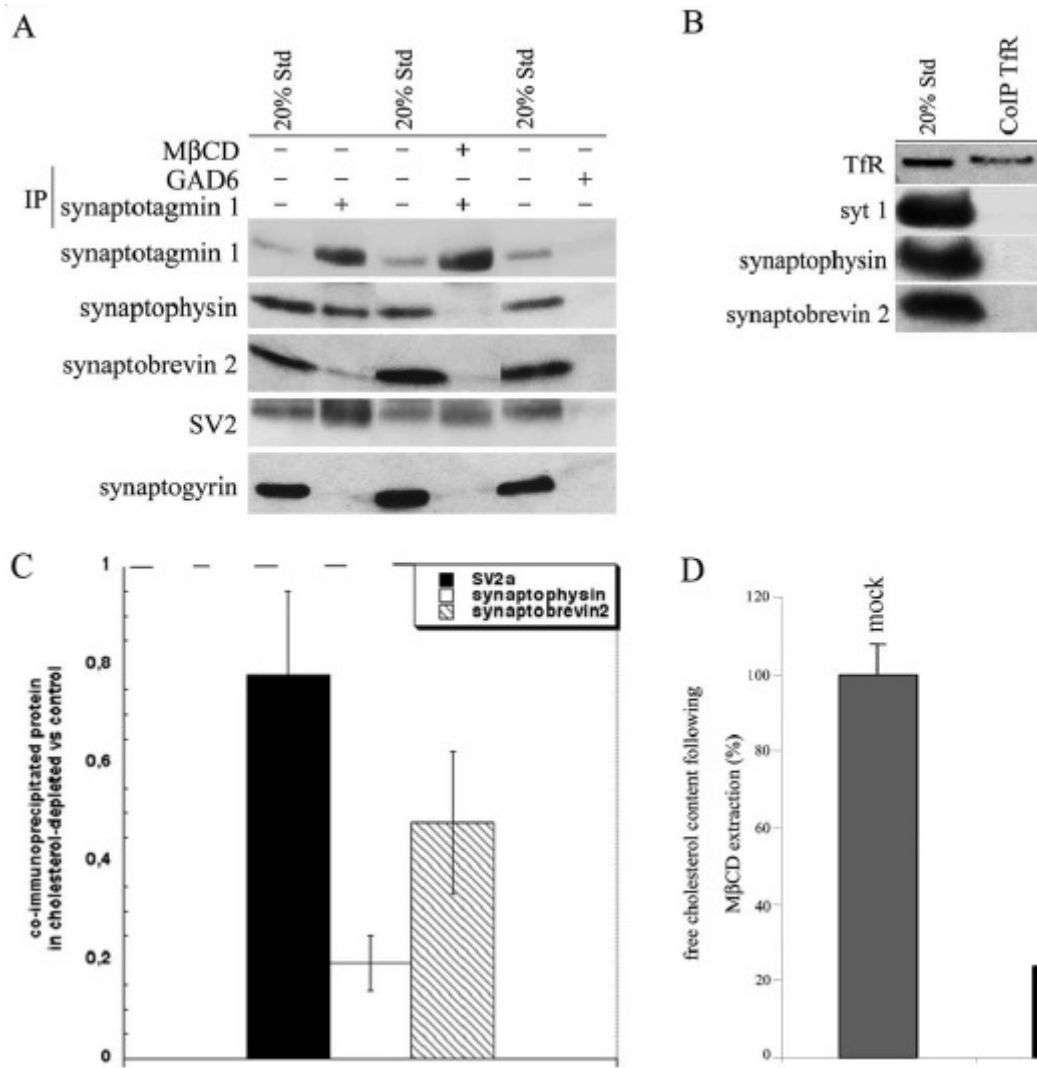 A
20% Std
20% Std
20% Std
MβCD - - - + - -
GAD6 - - - - - +
IP synaptotagmin 1 - + - + - -
synaptotagmin 1
synaptophysin
synaptobrevin 2
SV2
synaptogyrin
B
20% Std
CoIP TfR
TfR
syt 1
synaptophysin
synaptobrevin 2
C
co-immunoprecipitated protein
in cholesterol-depleted vs control
1
0,8
0,6
0,4
0,2
0
SV2a
synaptophysin
synaptobrevin2
D
free cholesterol content following
MβCD extraction (%)
120
100
80
60
40
20
0
mock